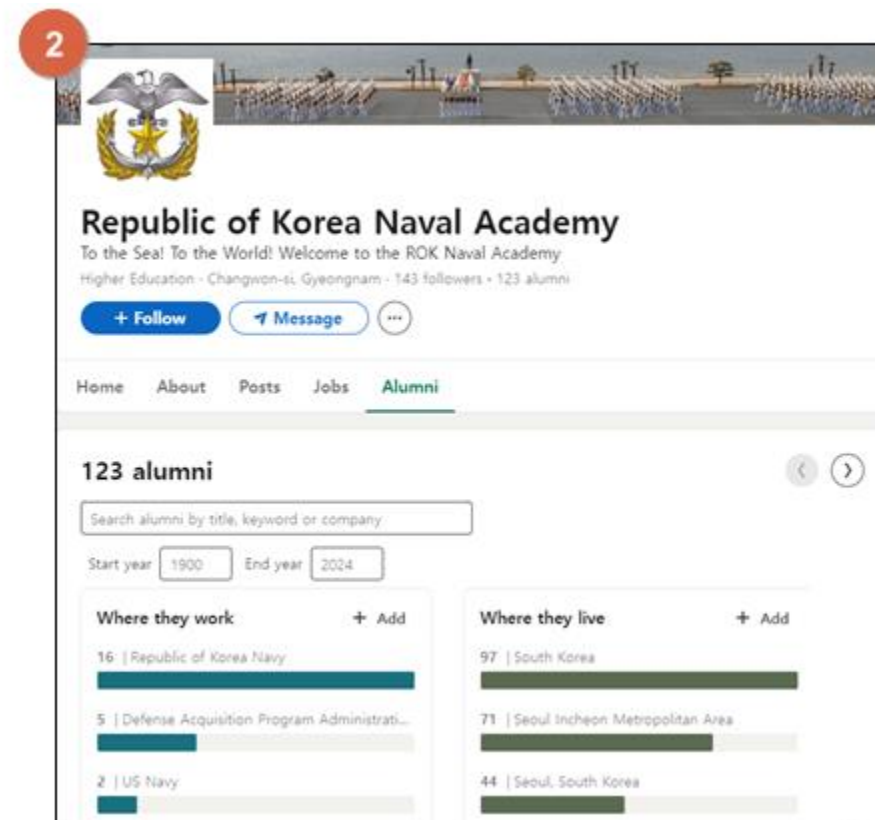 2
Republic of Korea Naval Academy
To the Sea! To the World! Welcome to the ROK Naval Academy
Higher Education - Changwon-si, Gyeongnam - 143 followers • 123 alumni
+ Follow
Message
Home About Posts Jobs Alumni
123 alumni
Search alumni by title, keyword or company
Start year 1900 End year 2024
Where they work + Add
16 | Republic of Korea Navy
5 | Defense Acquisition Program Administrati...
2 | US Navy
Where they live + Add
97 | South Korea
71 | Seoul Incheon Metropolitan Area
44 | Seoul, South Korea